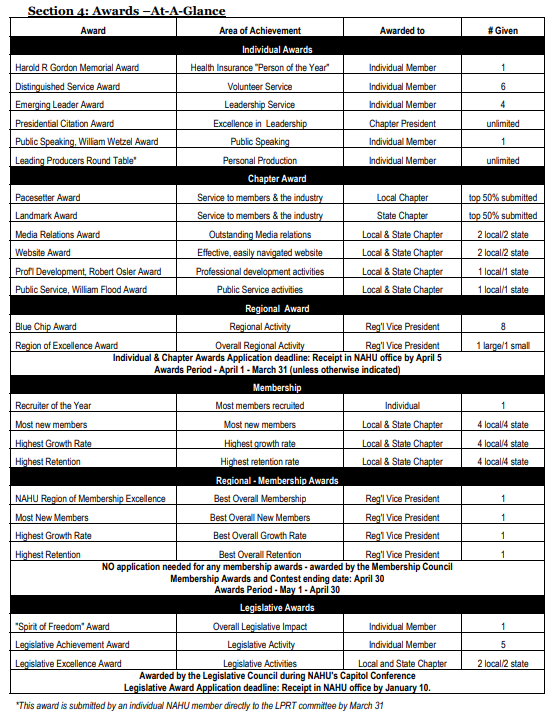 Section 4: Awards –At-A-Glance
Award Area of Achievement Awarded to # Given
Individual Awards
Harold R Gordon Memorial Award Health Insurance "Person of the Year" Individual Member 1
Distinguished Service Award Volunteer Service Individual Member 6
Emerging Leader Award Leadership Service Individual Member 4
Presidential Citation Award Excellence in Leadership Chapter President unlimited
Public Speaking, William Wetzel Award Public Speaking Individual Member 1
Leading Producers Round Table* Personal Production Individual Member unlimited
Chapter Award
Pacesetter Award Service to members & the industry Local Chapter top 50% submitted
Landmark Award Service to members & the industry State Chapter top 50% submitted
Media Relations Award Outstanding Media relations Local & State Chapter 2 local/2 state
Website Award Effective, easily navigated website Local & State Chapter 2 local/2 state
Prof'l Development, Robert Osler Award Professional development activities Local & State Chapter 1 local/1 state
Public Service, William Flood Award Public Service activities Local & State Chapter 1 local/1 state
Regional Award
Blue Chip Award Regional Activity Reg'l Vice President 8
Region of Excellence Award Overall Regional Activity Reg'l Vice President 1 large/1 small
Individual & Chapter Awards Application deadline: Receipt in NAHU office by April 5
Awards Period - April 1 - March 31 (unless otherwise indicated)
Membership
Recruiter of the Year Most members recruited Individual 1
Most new members Most new members Local & State Chapter 4 local/4 state
Highest Growth Rate Highest growth rate Local & State Chapter 4 local/4 state
Highest Retention Highest retention rate Local & State Chapter 4 local/4 state
Regional - Membership Awards
NAHU Region of Membership Excellence Best Overall Membership Reg'l Vice President 1
Most New Members Best Overall New Members Reg'l Vice President 1
Highest Growth Rate Best Overall Growth Rate Reg'l Vice President 1
Highest Retention Best Overall Retention Reg'l Vice President 1
NO application needed for any membership awards - awarded by the Membership Council
Membership Awards and Contest ending date: April 30
Awards Period - May 1 - April 30
Legislative Awards
"Spirit of Freedom" Award Overall Legislative Impact Individual Member 1
Legislative Achievement Award Legislative Activity Individual Member 5
Legislative Excellence Award Legislative Activities Local and State Chapter 2 local/2 state
Awarded by the Legislative Council during NAHU's Capitol Conference
Legislative Award Application deadline: Receipt in NAHU office by January 10.
*This award is submitted by an individual NAHU member directly to the LPRT committee by March 31